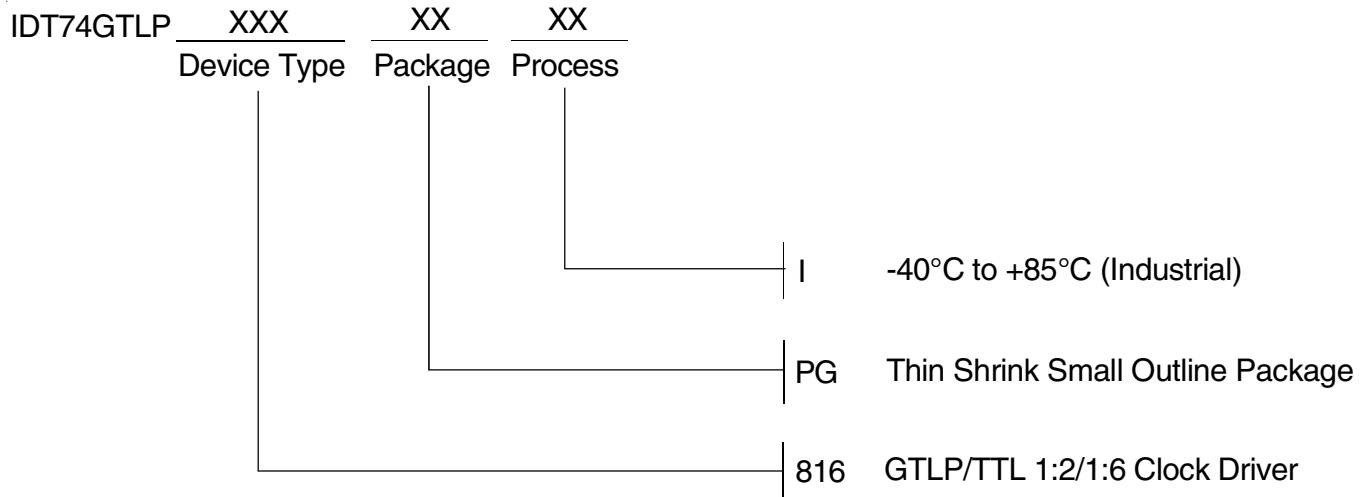 IDT74GTLP XXX XX XX
Device Type Package Process
I -40°C to +85°C (Industrial)
PG Thin Shrink Small Outline Package
816 GTLP/TTL 1:2/1:6 Clock Driver